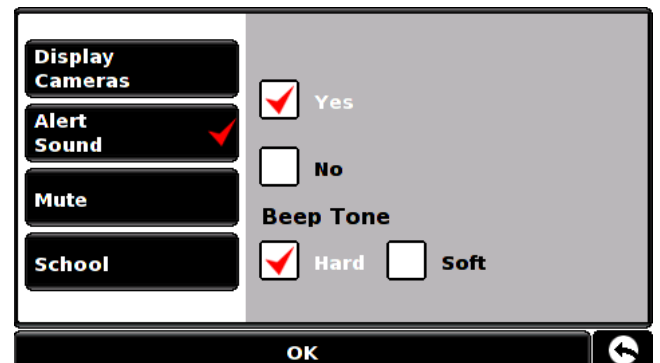 Display
Cameras
Alert
Sound
Mute
School
Yes
No
Beep Tone
Hard Soft
OK